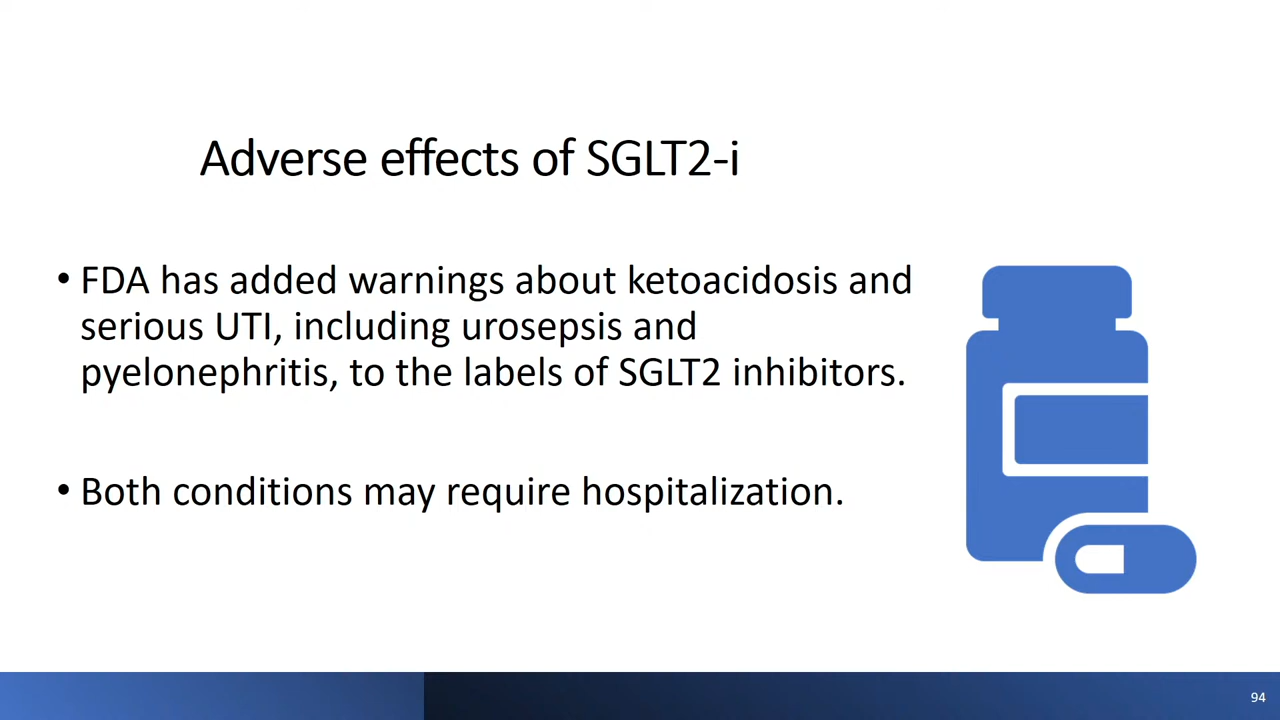 Adverse effects of SGLT2-i
• FDA has added warnings about ketoacidosis and
serious UTI, including urosepsis and
pyelonephritis, to the labels of SGLT2 inhibitors.
• Both conditions may require hospitalization.
94